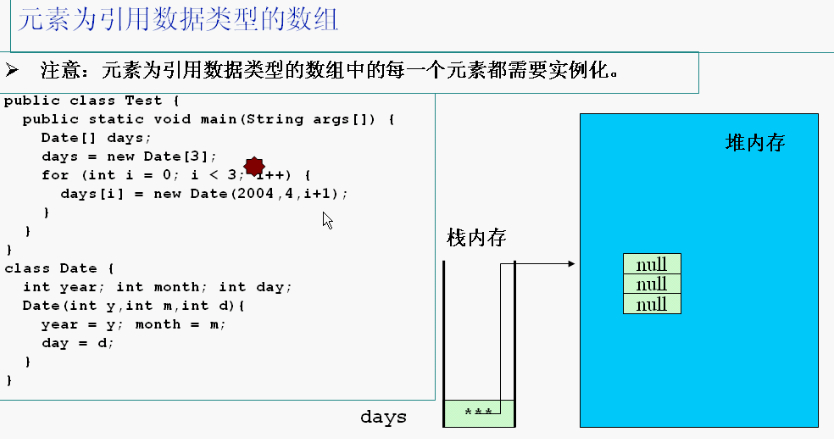 元素为引用数据类型的数组
注意：元素为引用数据类型的数组中的每一个元素都需要实例化。
public class Test {
public static void main(String args[]) {
Date[] days;
days = new Date[3];
for (int i = 0; i < 3; i++) {
days[i] = new Date(2004,4,i+1);
}
}
}
class Date {
int year; int month; int day;
Date(int y,int m,int d){
year = y; month = m;
day = d;
}
}
栈内存
***
days
堆内存
null
null
null